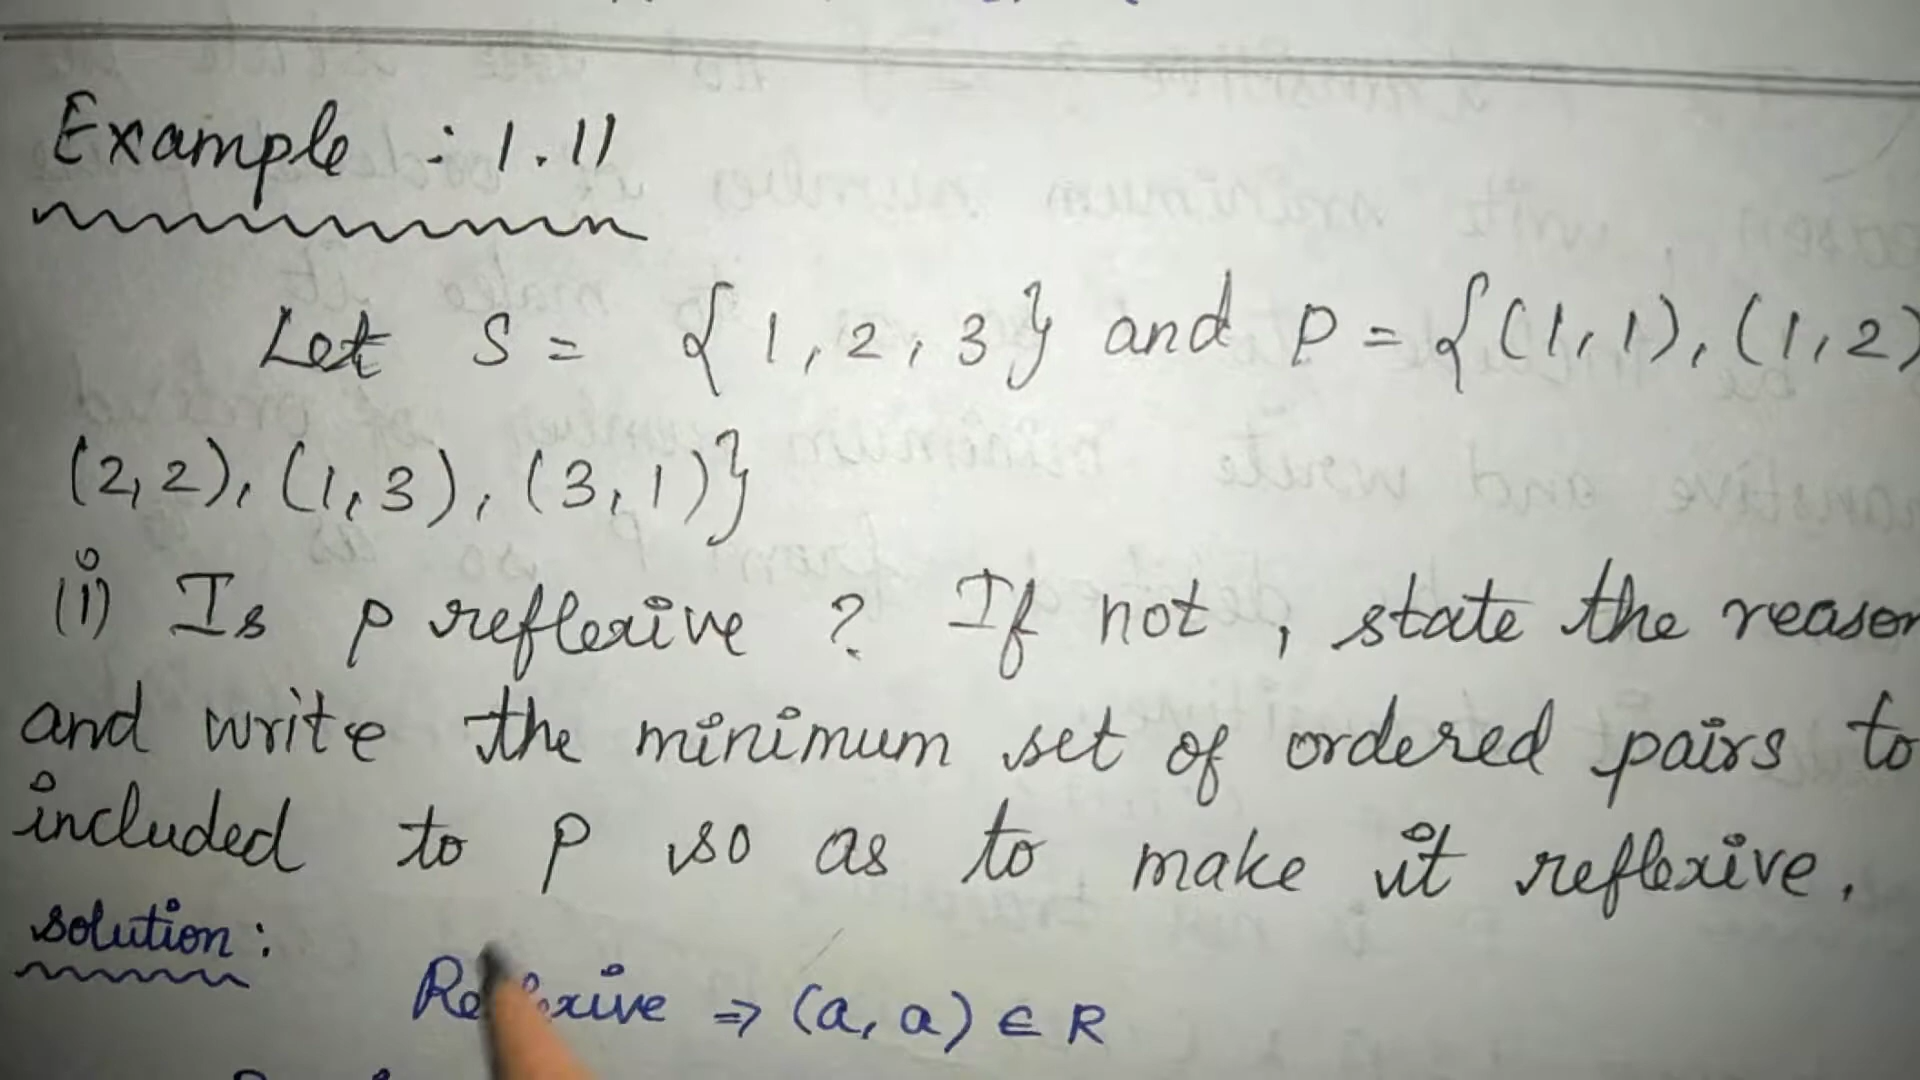 Example : 1.11
Let S = {1, 2, 3} and ρ = {(1,1), (1,2)
(2,2), (1,3), (3,1)}
(i) Is ρ reflexive ? If not, state the reason
and write the minimum set of ordered pairs to
included to ρ so as to make it reflexive.
solution :
Reflexive ⇒ (a, a) ∈ R